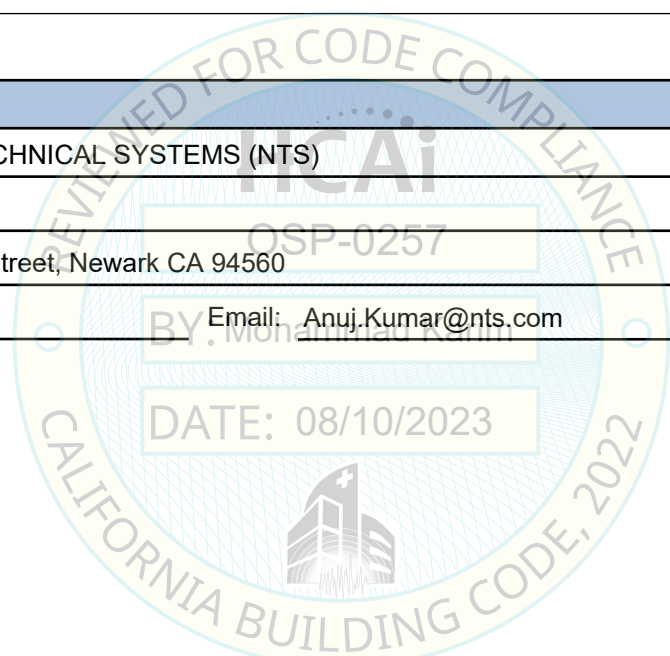 REVIEWED FOR CODE COMPLIANCE
HCAi
CHNICAL SYSTEMS (NTS)
OSP-0257
treet, Newark CA 94560
Email: Anuj.Kumar@nts.com
BY: Mohammad Karim
DATE: 08/10/2023
CALIFORNIA BUILDING CODE, 2022